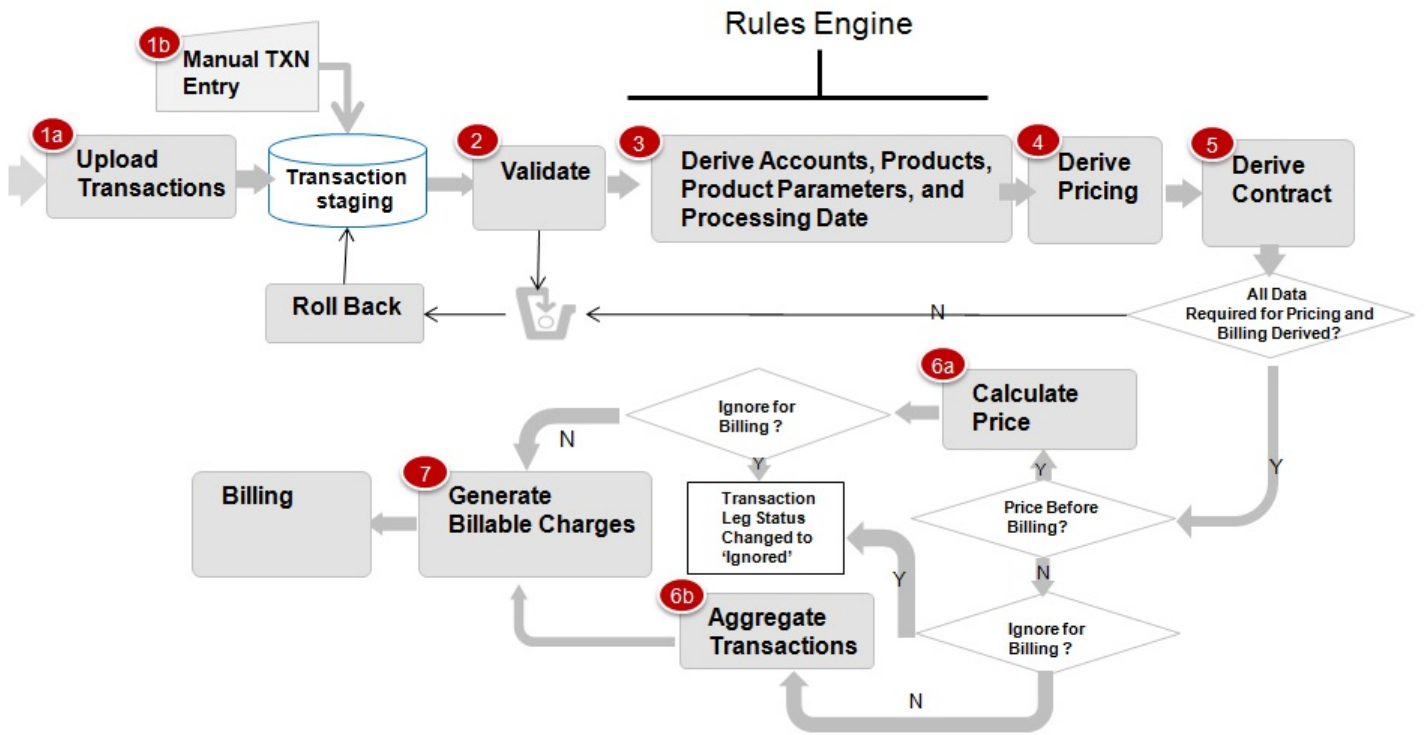 Rules Engine
1b
Manual TXN
Entry
1a
Upload
Transactions
Transaction
staging
2
Validate
3
Derive Accounts, Products,
Product Parameters, and
Processing Date
4
Derive
Pricing
5
Derive
Contract
Roll Back
N
All Data
Required for Pricing and
Billing Derived?
Y
6a
Calculate
Price
Ignore for
Billing ?
N
Y
Y
Billing
7
Generate
Billable Charges
Transaction
Leg Status
Changed to
‘Ignored’
Price Before
Billing?
N
Y
6b
Aggregate
Transactions
Ignore for
Billing ?
N